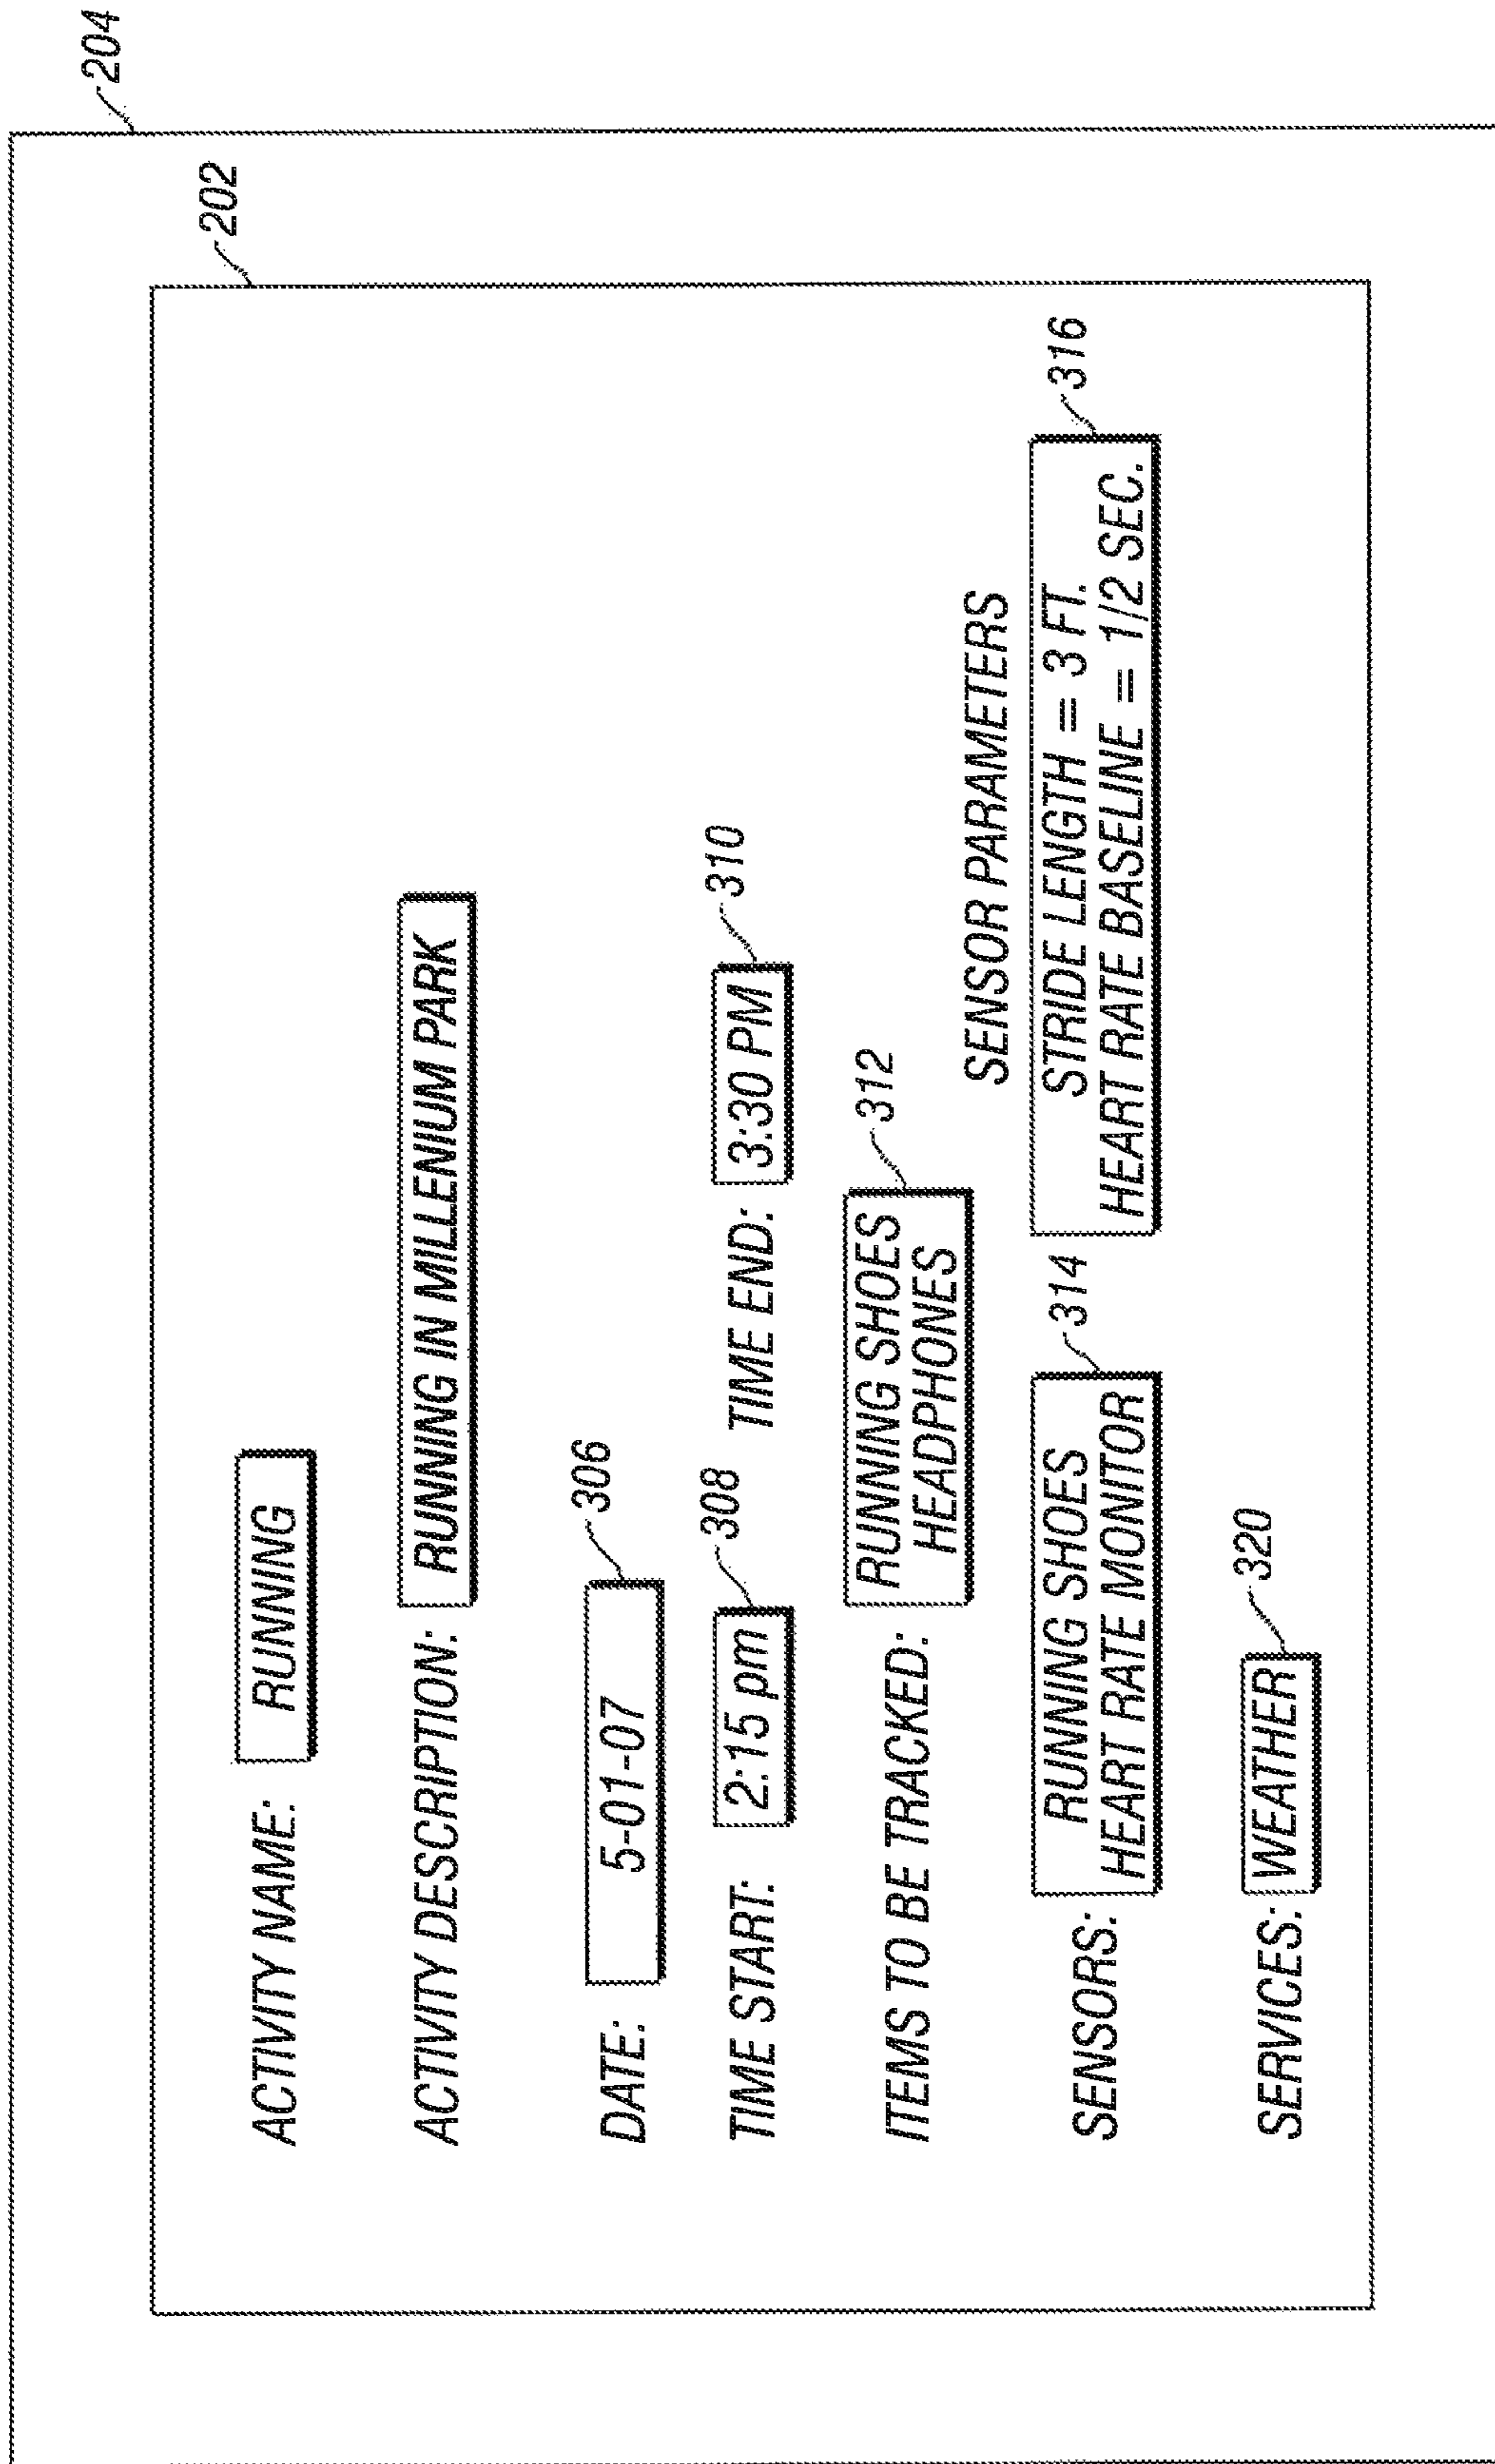 204
202
ACTIVITY NAME: RUNNING
ACTIVITY DESCRIPTION: RUNNING IN MILLENIUM PARK
306
DATE: 5-01-07
308 310
TIME START: 2:15 pm TIME END: 3:30 PM
312
ITEMS TO BE TRACKED: RUNNING SHOES
HEADPHONES
SENSOR PARAMETERS
314 316
SENSORS: RUNNING SHOES STRIDE LENGTH = 3 FT.
HEART RATE MONITOR HEART RATE BASELINE = 1/2 SEC.
320
SERVICES: WEATHER